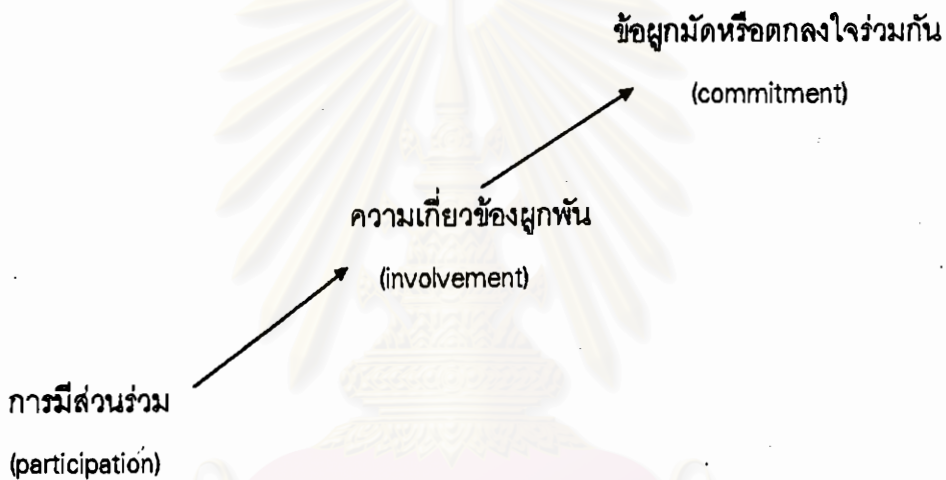 ข้อผูกมัดหรือตกลงใจร่วมกัน
(commitment)
ความเกี่ยวข้องผูกพัน
(involvement)
การมีส่วนร่วม
(participation)